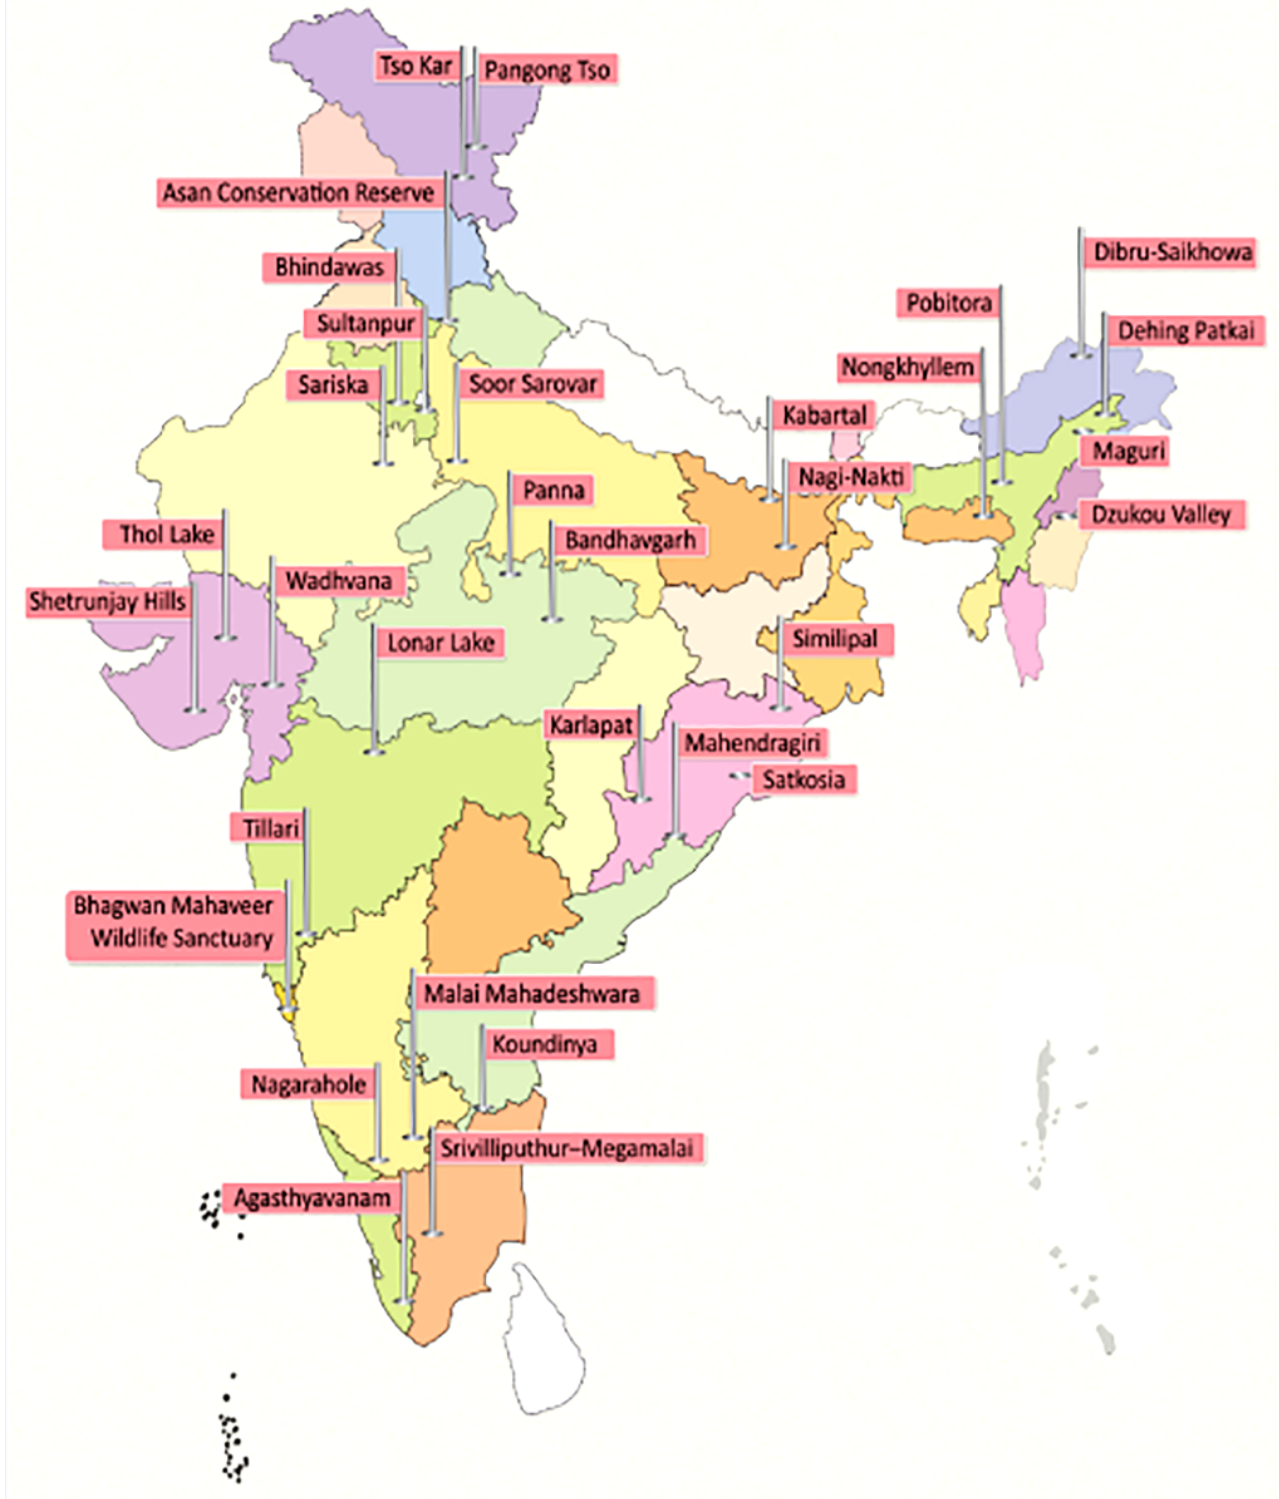 Tso Kar
Pangong Tso
Asan Conservation Reserve
Dibru-Saikhowa
Bhindawas
Pobitora
Sultanpur
Dehing Patkai
Nongkhyllem
Sariska
Soor Sarovar
Kabartal
Maguri
Nagi-Nakti
Panna
Dzukou Valley
Thol Lake
Bandhavgarh
Wadhvana
Shetrunjay Hills
Lonar Lake
Similipal
Karlapat
Mahendragiri
Satkosia
Tillari
Bhagwan Mahaveer
Wildlife Sanctuary
Malai Mahadeshwara
Koundinya
Nagarahole
Srivilliputhur–Megamalai
Agasthyavanam